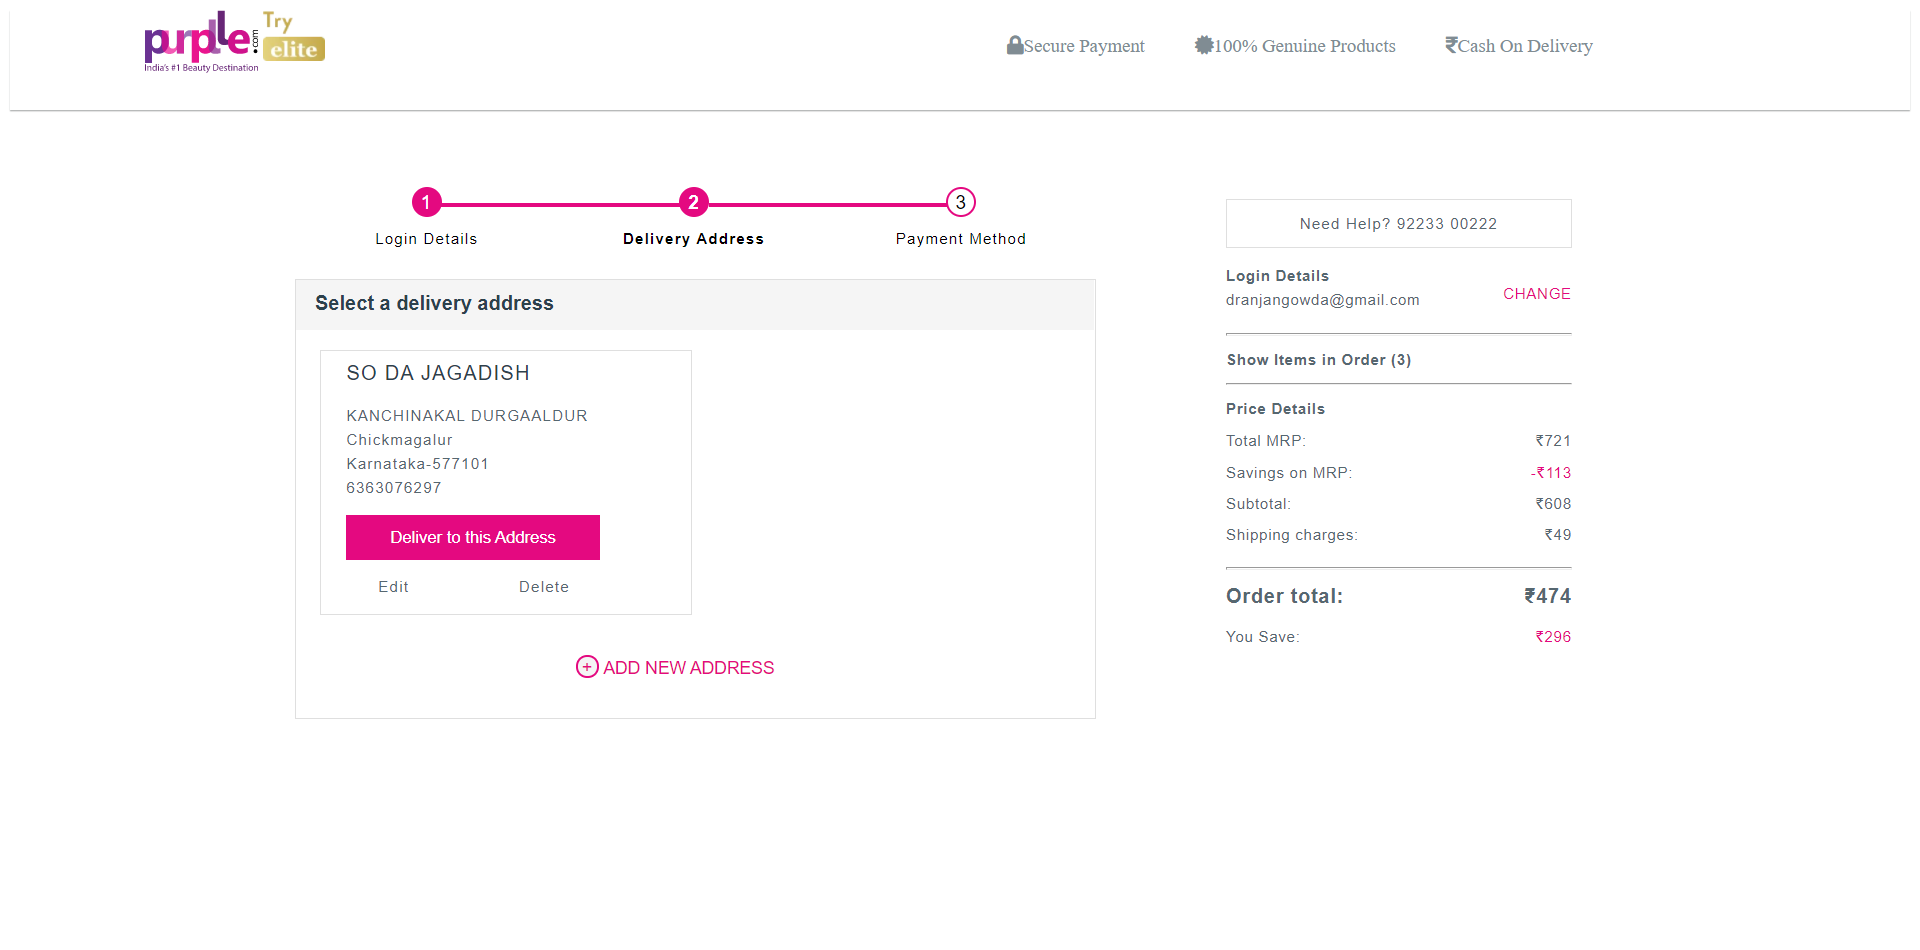 purplle.com Try
elite
India's #1 Beauty Destination
Secure Payment 100% Genuine Products ₹Cash On Delivery
1 2 3
Login Details Delivery Address Payment Method
Select a delivery address
SO DA JAGADISH
KANCHINAKAL DURGAALDUR
Chickmagalur
Karnataka-577101
6363076297
Deliver to this Address
Edit Delete
+ ADD NEW ADDRESS
Need Help? 92233 00222
Login Details
dranjangowda@gmail.com CHANGE
Show Items in Order (3)
Price Details
Total MRP: ₹721
Savings on MRP: -₹113
Subtotal: ₹608
Shipping charges: ₹49
Order total: ₹474
You Save: ₹296